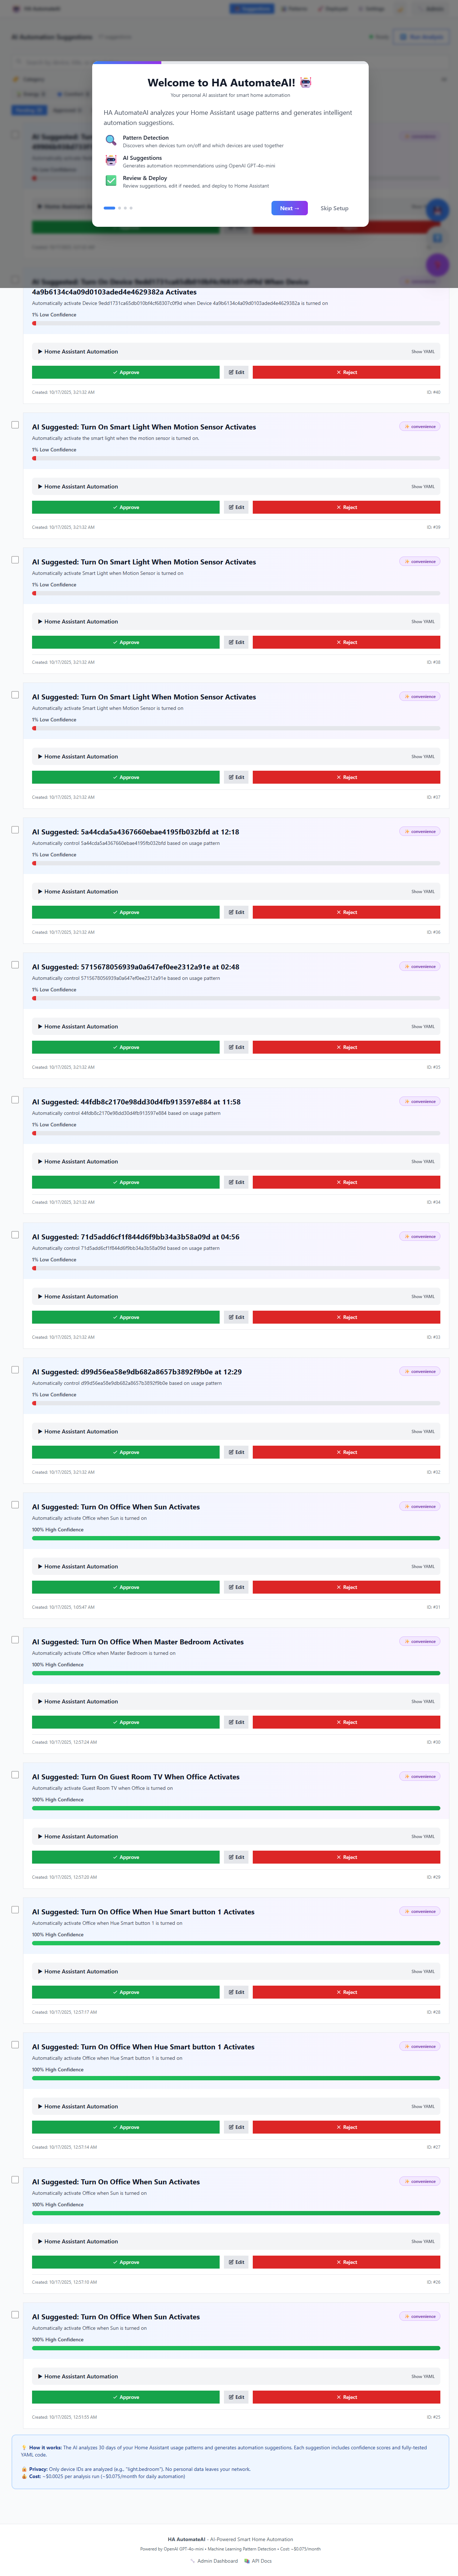 HA AutomateAI
AI Automation Suggestions
Welcome to HA AutomateAI!
Your personal AI assistant for smart home automation
HA AutomateAI analyzes your Home Assistant usage patterns and generates intelligent
automation suggestions.
Pattern Detection
Discovers when devices turn on/off and which devices are used together
AI Suggestions
Generates automation recommendations using OpenAI GPT-4o-mini
Review & Deploy
Review suggestions, edit if needed, and deploy to Home Assistant
Next →
Skip Setup
4a9b6134c4a09d0103aded4e4629382a Activates
1% Low Confidence
▶ Home Assistant Automation
Show YAML
✓ Approve
Edit
✕ Reject
Created: 10/17/2025, 3:21:32 AM
ID: #40
AI Suggested: Turn On Smart Light When Motion Sensor Activates
convenience
Automatically activate the smart light when the motion sensor is turned on.
1% Low Confidence
▶ Home Assistant Automation
Show YAML
✓ Approve
Edit
✕ Reject
Created: 10/17/2025, 3:21:32 AM
ID: #39
AI Suggested: Turn On Smart Light When Motion Sensor Activates
convenience
Automatically activate Smart Light when Motion Sensor is turned on
1% Low Confidence
▶ Home Assistant Automation
Show YAML
✓ Approve
Edit
✕ Reject
Created: 10/17/2025, 3:21:32 AM
ID: #38
AI Suggested: Turn On Smart Light When Motion Sensor Activates
convenience
Automatically activate Smart Light when Motion Sensor is turned on
1% Low Confidence
▶ Home Assistant Automation
Show YAML
✓ Approve
Edit
✕ Reject
Created: 10/17/2025, 3:21:32 AM
ID: #37
AI Suggested: 5a44cda5a4367660ebae4195fb032bfd at 12:18
convenience
Automatically control 5a44cda5a4367660ebae4195fb032bfd based on usage pattern
1% Low Confidence
▶ Home Assistant Automation
Show YAML
✓ Approve
Edit
✕ Reject
Created: 10/17/2025, 3:21:32 AM
ID: #36
AI Suggested: 5715678056939a0a647ef0ee2312a91e at 02:48
convenience
Automatically control 5715678056939a0a647ef0ee2312a91e based on usage pattern
1% Low Confidence
▶ Home Assistant Automation
Show YAML
✓ Approve
Edit
✕ Reject
Created: 10/17/2025, 3:21:32 AM
ID: #35
AI Suggested: 44fdb8c2170e98dd30d4fb913597e884 at 11:58
convenience
Automatically control 44fdb8c2170e98dd30d4fb913597e884 based on usage pattern
1% Low Confidence
▶ Home Assistant Automation
Show YAML
✓ Approve
Edit
✕ Reject
Created: 10/17/2025, 3:21:32 AM
ID: #34
AI Suggested: 71d5add6cf1f844d6f9bb34a3b58a09d at 04:56
convenience
Automatically control 71d5add6cf1f844d6f9bb34a3b58a09d based on usage pattern
1% Low Confidence
▶ Home Assistant Automation
Show YAML
✓ Approve
Edit
✕ Reject
Created: 10/17/2025, 3:21:32 AM
ID: #33
AI Suggested: d99d56ea58e9db682a8657b3892f9b0e at 12:29
convenience
Automatically control d99d56ea58e9db682a8657b3892f9b0e based on usage pattern
1% Low Confidence
▶ Home Assistant Automation
Show YAML
✓ Approve
Edit
✕ Reject
Created: 10/17/2025, 3:21:32 AM
ID: #32
AI Suggested: Turn On Office When Sun Activates
convenience
Automatically activate Office when Sun is turned on
100% High Confidence
▶ Home Assistant Automation
Show YAML
✓ Approve
Edit
✕ Reject
Created: 10/17/2025, 1:05:47 AM
ID: #31
AI Suggested: Turn On Office When Master Bedroom Activates
convenience
Automatically activate Office when Master Bedroom is turned on
100% High Confidence
▶ Home Assistant Automation
Show YAML
✓ Approve
Edit
✕ Reject
Created: 10/17/2025, 12:57:24 AM
ID: #30
AI Suggested: Turn On Guest Room TV When Office Activates
convenience
Automatically activate Guest Room TV when Office is turned on
100% High Confidence
▶ Home Assistant Automation
Show YAML
✓ Approve
Edit
✕ Reject
Created: 10/17/2025, 12:57:20 AM
ID: #29
AI Suggested: Turn On Office When Hue Smart button 1 Activates
convenience
Automatically activate Office when Hue Smart button 1 is turned on
100% High Confidence
▶ Home Assistant Automation
Show YAML
✓ Approve
Edit
✕ Reject
Created: 10/17/2025, 12:57:17 AM
ID: #28
AI Suggested: Turn On Office When Hue Smart button 1 Activates
convenience
Automatically activate Office when Hue Smart button 1 is turned on
100% High Confidence
▶ Home Assistant Automation
Show YAML
✓ Approve
Edit
✕ Reject
Created: 10/17/2025, 12:57:14 AM
ID: #27
AI Suggested: Turn On Office When Sun Activates
convenience
Automatically activate Office when Sun is turned on
100% High Confidence
▶ Home Assistant Automation
Show YAML
✓ Approve
Edit
✕ Reject
Created: 10/17/2025, 12:57:10 AM
ID: #26
AI Suggested: Turn On Office When Sun Activates
convenience
Automatically activate Office when Sun is turned on
100% High Confidence
▶ Home Assistant Automation
Show YAML
✓ Approve
Edit
✕ Reject
Created: 10/17/2025, 12:51:55 AM
ID: #25
How it works: The AI analyzes 30 days of your Home Assistant usage patterns and generates automation suggestions. Each suggestion includes confidence scores and fully-tested
YAML code.
Privacy: Only device IDs are analyzed (e.g., "light.bedroom"). No personal data leaves your network.
Cost: ~$0.0025 per analysis run (~$0.075/month for daily automation)
HA AutomateAI - AI-Powered Smart Home Automation
Powered by OpenAI GPT-4o-mini • Machine Learning Pattern Detection • Cost: ~$0.075/month
Admin Dashboard
API Docs